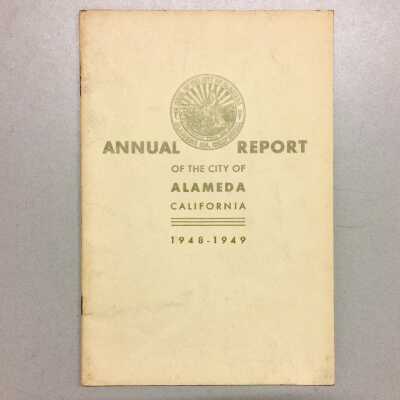 ANNUAL REPORT
OF THE CITY OF
ALAMEDA
CALIFORNIA
1948-1949